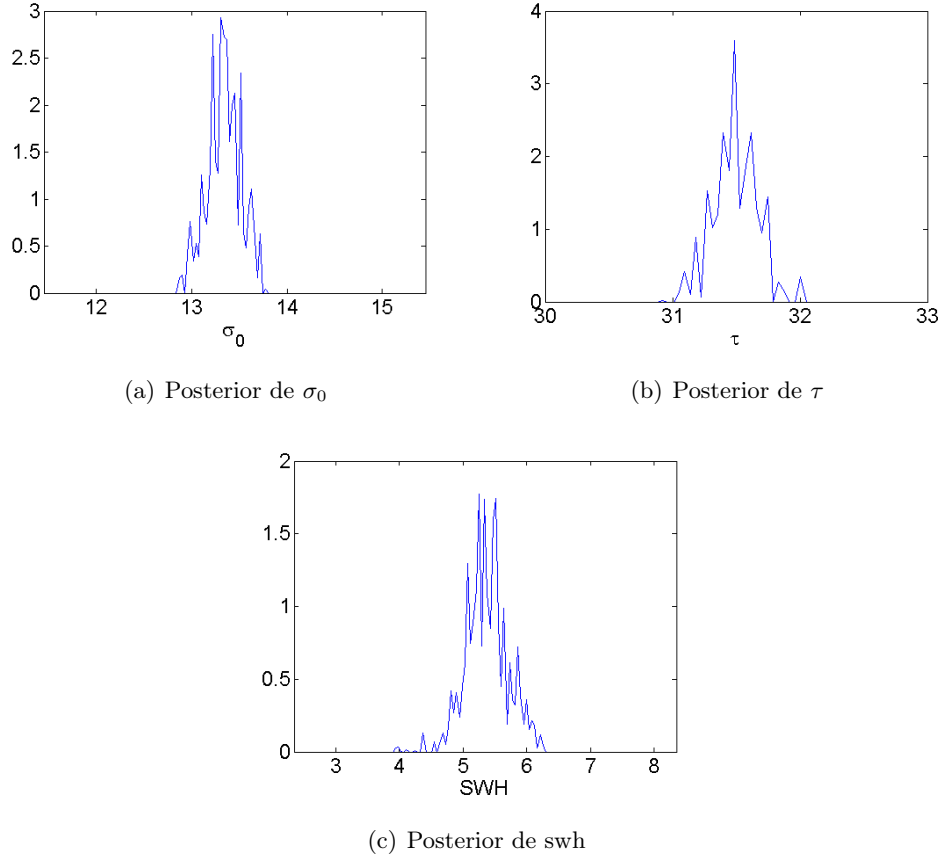 3
2.5
2
1.5
1
0.5
0
12 13 14 15
σ₀
4
3
2
1
0
30 31 32 33
τ
(a) Posterior de σ₀
(b) Posterior de τ
2
1.5
1
0.5
0
3 4 5 6 7 8
SWH
(c) Posterior de swh